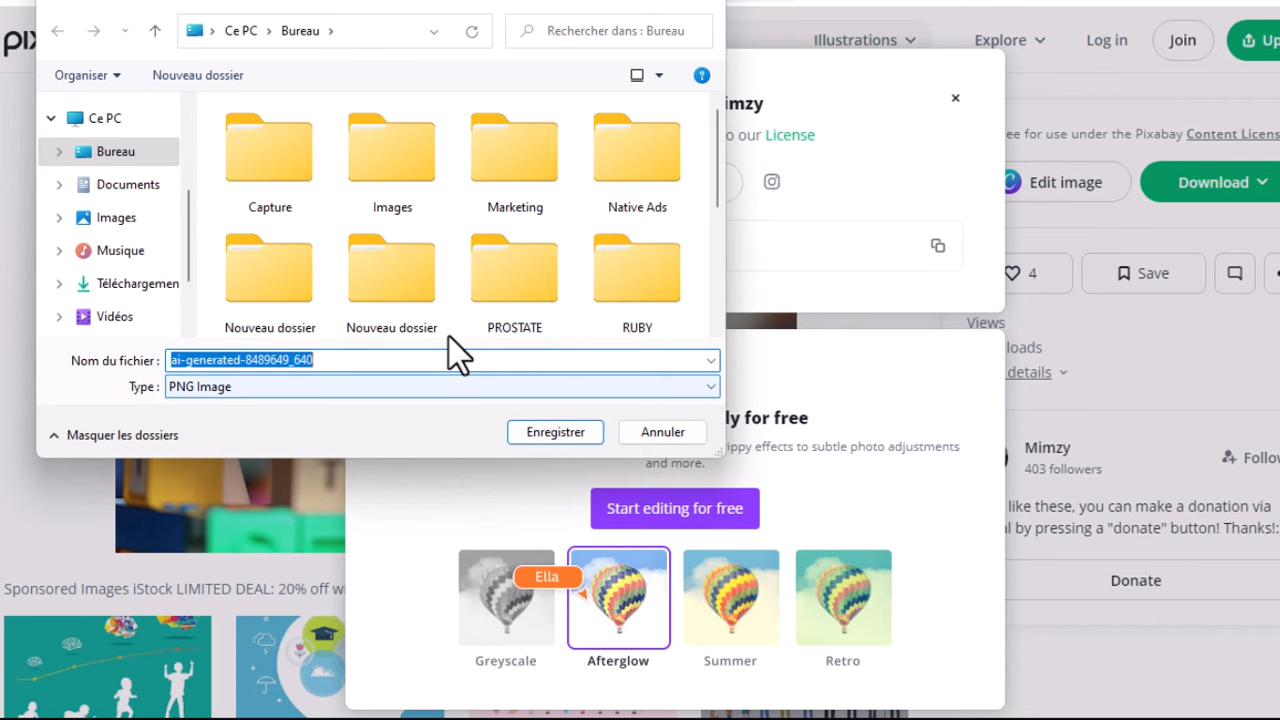 Ce PC
Bureau
Rechercher dans : Bureau
Organiser
Nouveau dossier
Ce PC
Bureau
Documents
Images
Musique
Téléchargemen
Vidéos
Capture
Images
Marketing
Native Ads
Nouveau dossier
Nouveau dossier
PROSTATE
RUBY
Nom du fichier :
ai-generated-8489649_640
Type :
PNG Image
Masquer les dossiers
Enregistrer
Annuler
pix
Illustrations
Explore
Log in
Join
Up
imzy
o our License
ee for use under the Pixabay Content Licens
Edit image
Download
4
Save
Views
loads
details
Mimzy
403 followers
Follo
like these, you can make a donation via
al by pressing a "donate" button! Thanks!:
Donate
ly for free
ippy effects to subtle photo adjustments
and more.
Start editing for free
Ella
Greyscale
Afterglow
Summer
Retro
Sponsored Images iStock LIMITED DEAL: 20% off wi